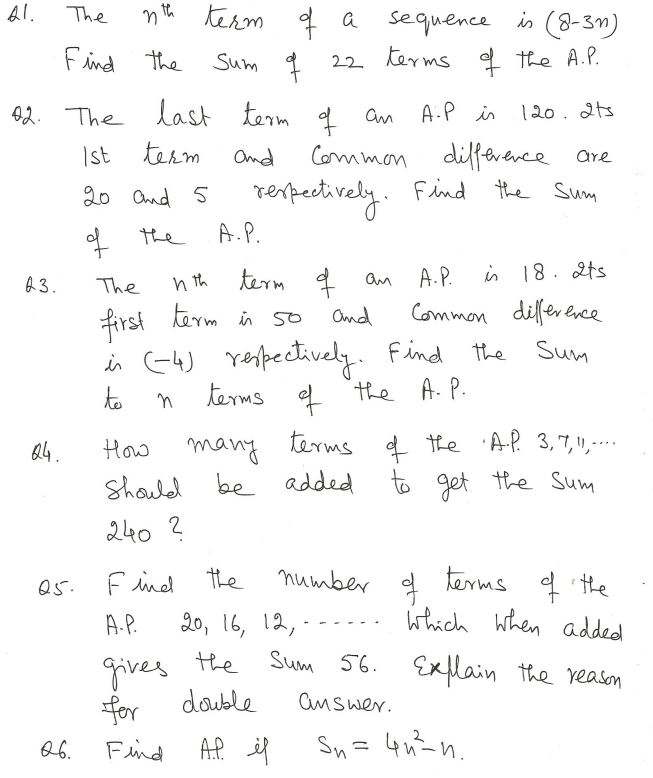 Q1. The nth term of a sequence is (8-3n)
Find the sum of 22 terms of the A.P.
Q2. The last term of an A.P is 120. Its
1st term and Common difference are
20 and 5 respectively. Find the Sum
of the A.P.
Q3. The nth term of an A.P. is 18. Its
first term is 50 and Common difference
is (-4) respectively. Find the Sum
to n terms of the A.P.
Q4. How many terms of the A.P. 3,7,11,....
Should be added to get the Sum
240 ?
Q5. Find the number of terms of the
A.P. 20, 16, 12, ------ Which When added
gives the Sum 56. Explain the reason
for double answer.
Q6. Find A.P. if Sn = 4n²-n.